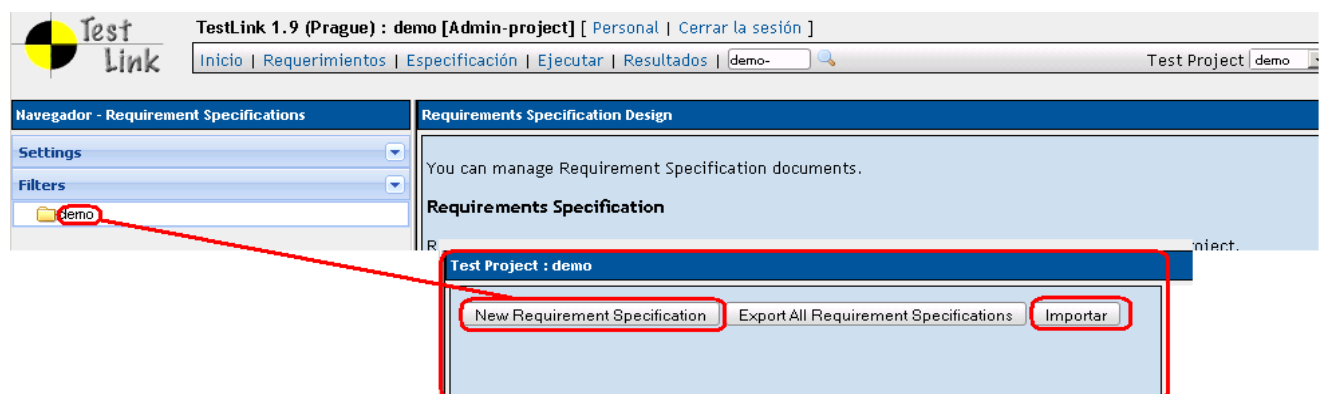 Test Link
TestLink 1.9 (Prague) : demo [Admin-project] [ Personal | Cerrar la sesión ]
Inicio | Requerimientos | Especificación | Ejecutar | Resultados | demo- Test Project demo
Navegador - Requirement Specifications
Settings
Filters
demo
Requirements Specification Design
You can manage Requirement Specification documents.
Requirements Specification
Test Project : demo
New Requirement Specification Export All Requirement Specifications Importar